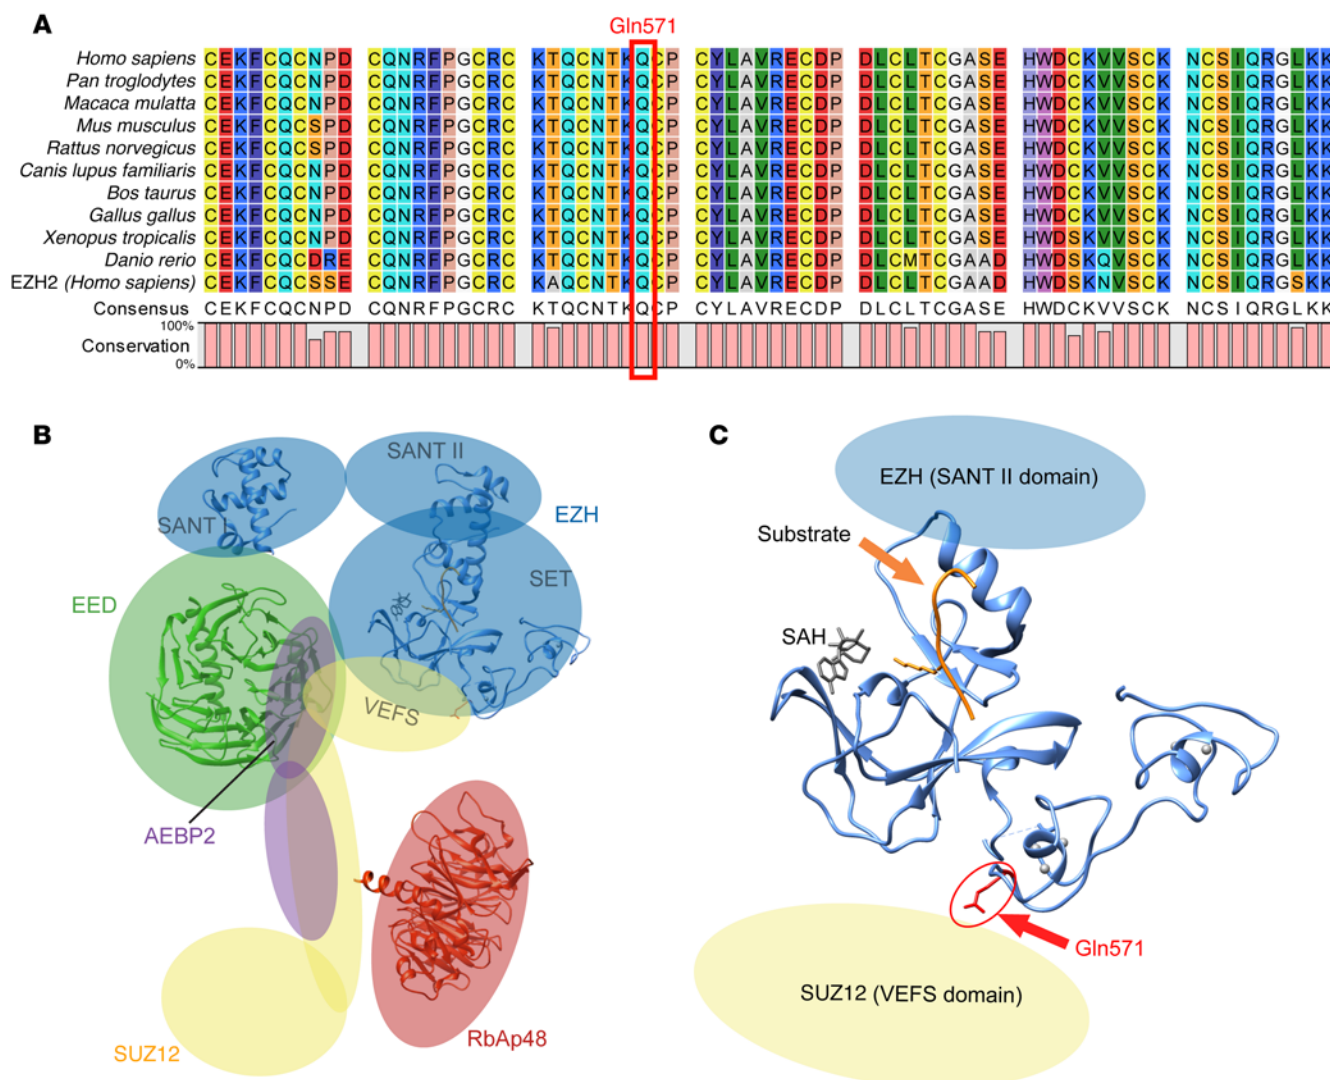 A
Gln571
Homo sapiens CEKFCQCNPD CQNRFPGCRC KTQCNTKQCP CYLAVRECDP DLCLTCGASE HWDCKVVSCK NCSIQRGLKK
Pan troglodytes CEKFCQCNPD CQNRFPGCRC KTQCNTKQCP CYLAVRECDP DLCLTCGASE HWDCKVVSCK NCSIQRGLKK
Macaca mulatta CEKFCQCNPD CQNRFPGCRC KTQCNTKQCP CYLAVRECDP DLCLTCGASE HWDCKVVSCK NCSIQRGLKK
Mus musculus CEKFCQCSPD CQNRFPGCRC KTQCNTKQCP CYLAVRECDP DLCLTCGASE HWDCKVVSCK NCSIQRGLKK
Rattus norvegicus CEKFCQCSPD CQNRFPGCRC KTQCNTKQCP CYLAVRECDP DLCLTCGASE HWDCKVVSCK NCSIQRGLKK
Canis lupus familiaris CEKFCQCNPD CQNRFPGCRC KTQCNTKQCP CYLAVRECDP DLCLTCGASE HWDCKVVSCK NCSIQRGLKK
Bos taurus CEKFCQCNPD CQNRFPGCRC KTQCNTKQCP CYLAVRECDP DLCLTCGASE HWDCKVVSCK NCSIQRGLKK
Gallus gallus CEKFCQCNPD CQNRFPGCRC KTQCNTKQCP CYLAVRECDP DLCLTCGASE HWDCKVVSCK NCSIQRGLKK
Xenopus tropicalis CEKFCQCNPD CQNRFPGCRC KTQCNTKQCP CYLAVRECDP DLCLTCGASE HWDSKVVSCK NCSIQRGLKK
Danio rerio CEKFCQCDRE CQNRFPGCRC KTQCNTKQCP CYLAVRECDP DLCMTCGAAD HWDSKQVSCK NCSIQRGLKK
EZH2 (Homo sapiens) CEKFCQCSSE CQNRFPGCRC KAQCNTKQCP CYLAVRECDP DLCLTCGAAD HWDSKNVSCK NCSIQRGSKK
Consensus CEKFCQCNPD CQNRFPGCRC KTQCNTKQCP CYLAVRECDP DLCLTCGASE HWDCKVVSCK NCSIQRGLKK
100%
Conservation
0%
B
SANT I
SANT II
EZH
SET
EED
VEFS
AEBP2
RbAp48
SUZ12
C
EZH (SANT II domain)
Substrate
SAH
Gln571
SUZ12 (VEFS domain)